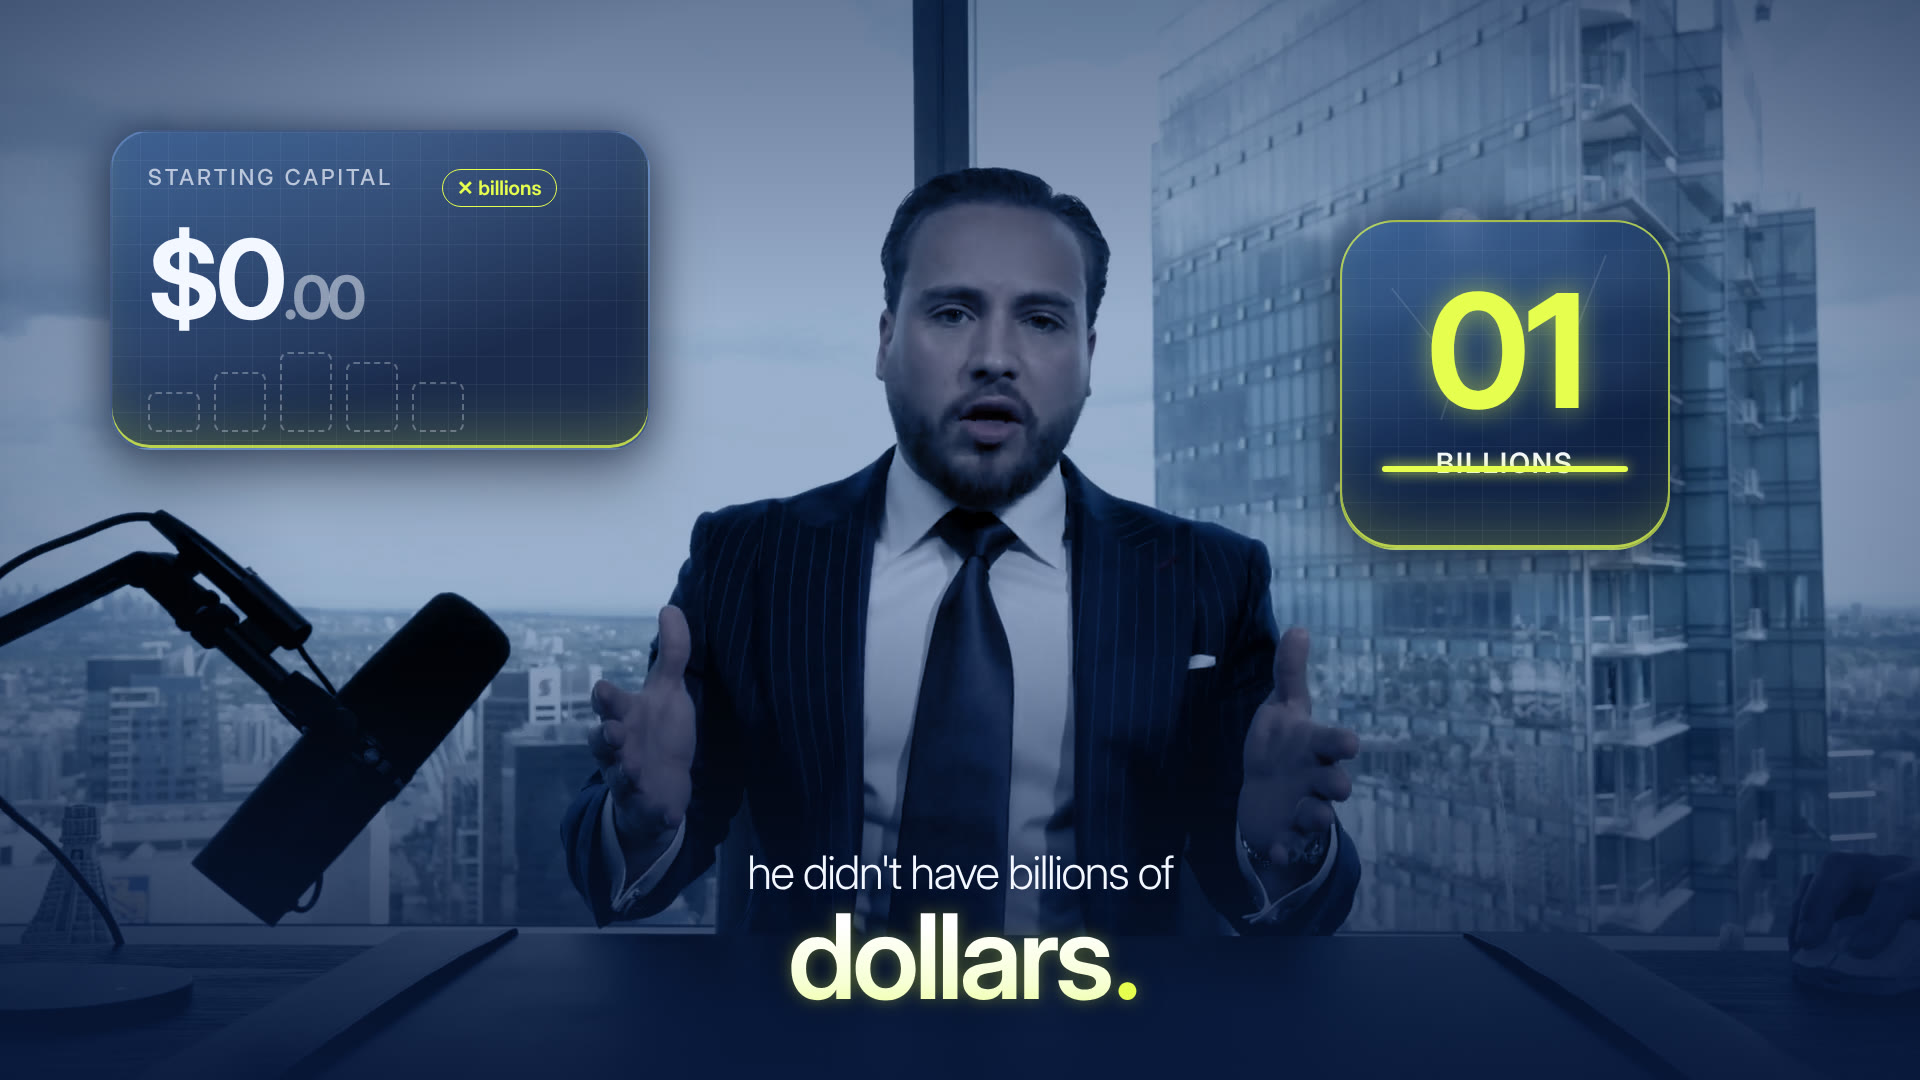 STARTING CAPITAL
✕ billions
$0.00
01
BILLIONS
he didn't have billions of
dollars.